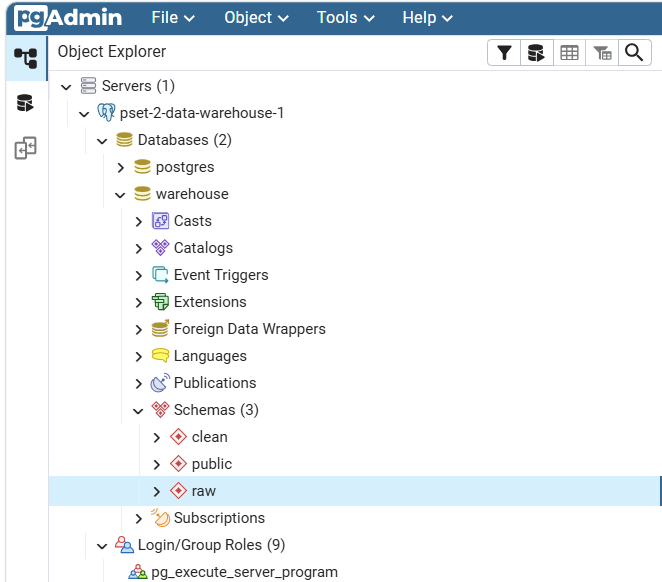 pgAdmin File Object Tools Help
Object Explorer
Servers (1)
pset-2-data-warehouse-1
Databases (2)
postgres
warehouse
Casts
Catalogs
Event Triggers
Extensions
Foreign Data Wrappers
Languages
Publications
Schemas (3)
clean
public
raw
Subscriptions
Login/Group Roles (9)
pg_execute_server_program